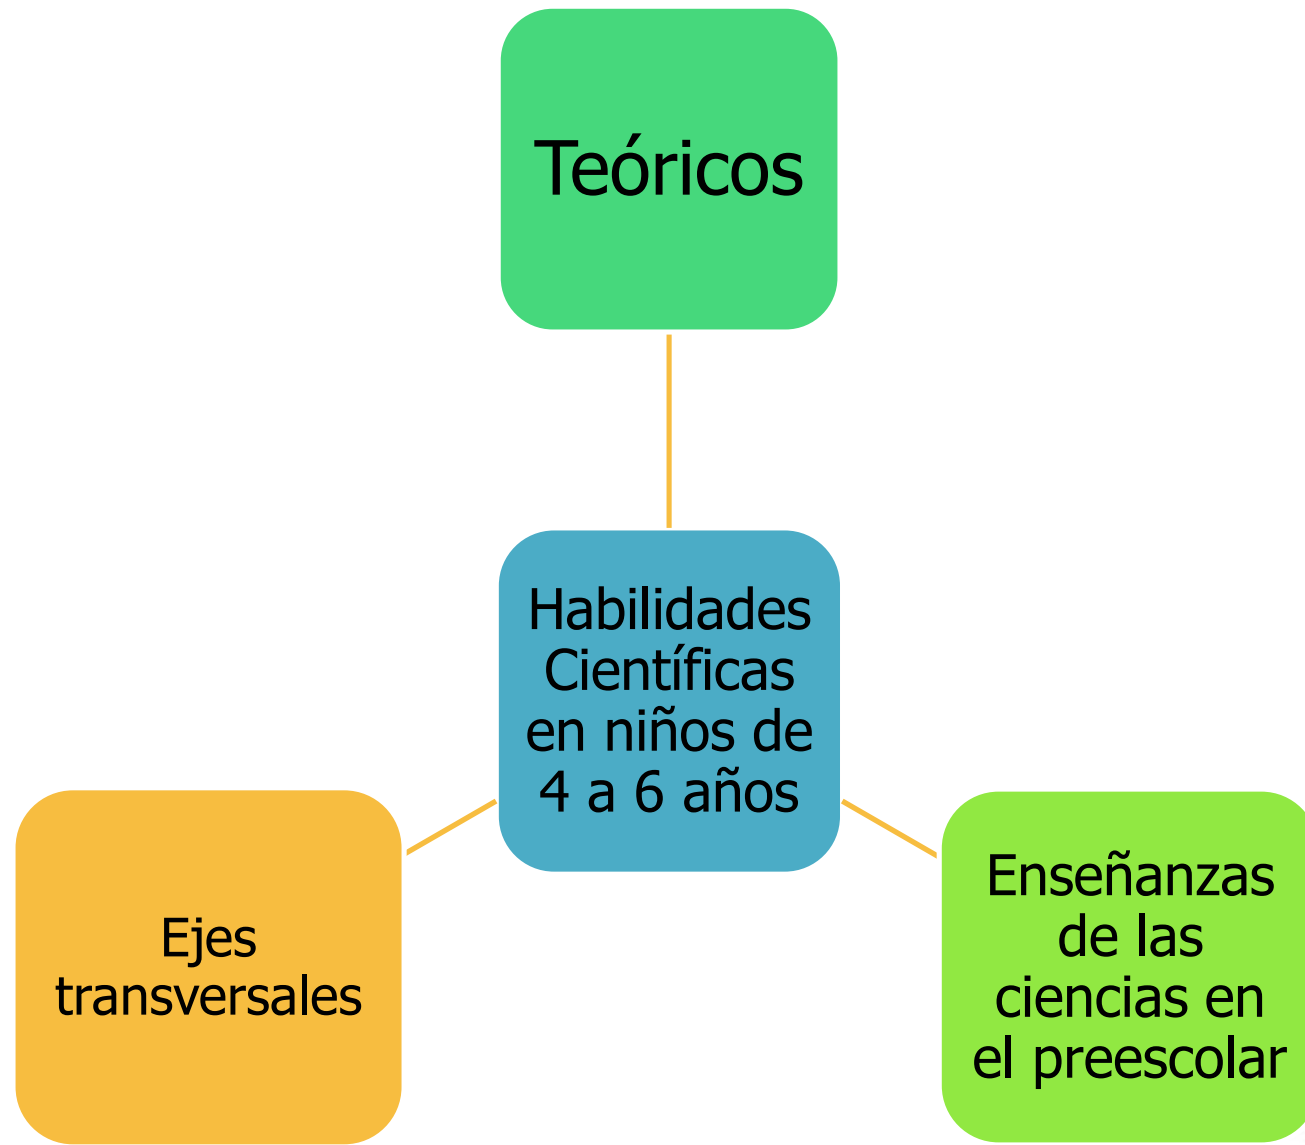 Teóricos
Habilidades
Científicas
en niños de
4 a 6 años
Ejes
transversales
Enseñanzas
de las
ciencias en
el preescolar